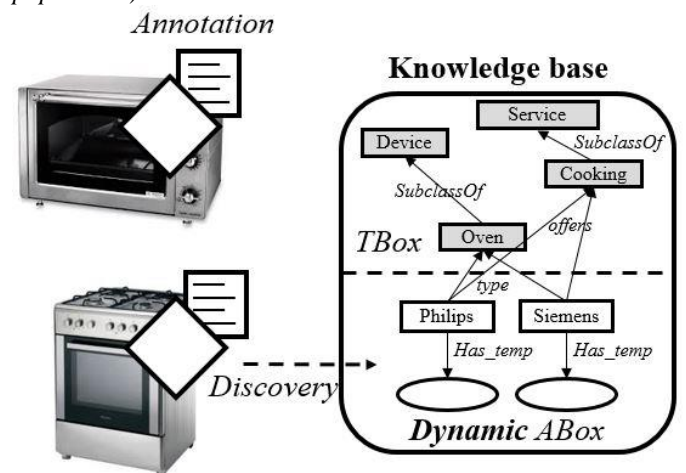 Annotation
Knowledge base
Service
Device
SubclassOf
Cooking
SubclassOf
offers
TBox
Oven
type
Philips
Siemens
Has_temp
Has_temp
Discovery
Dynamic ABox